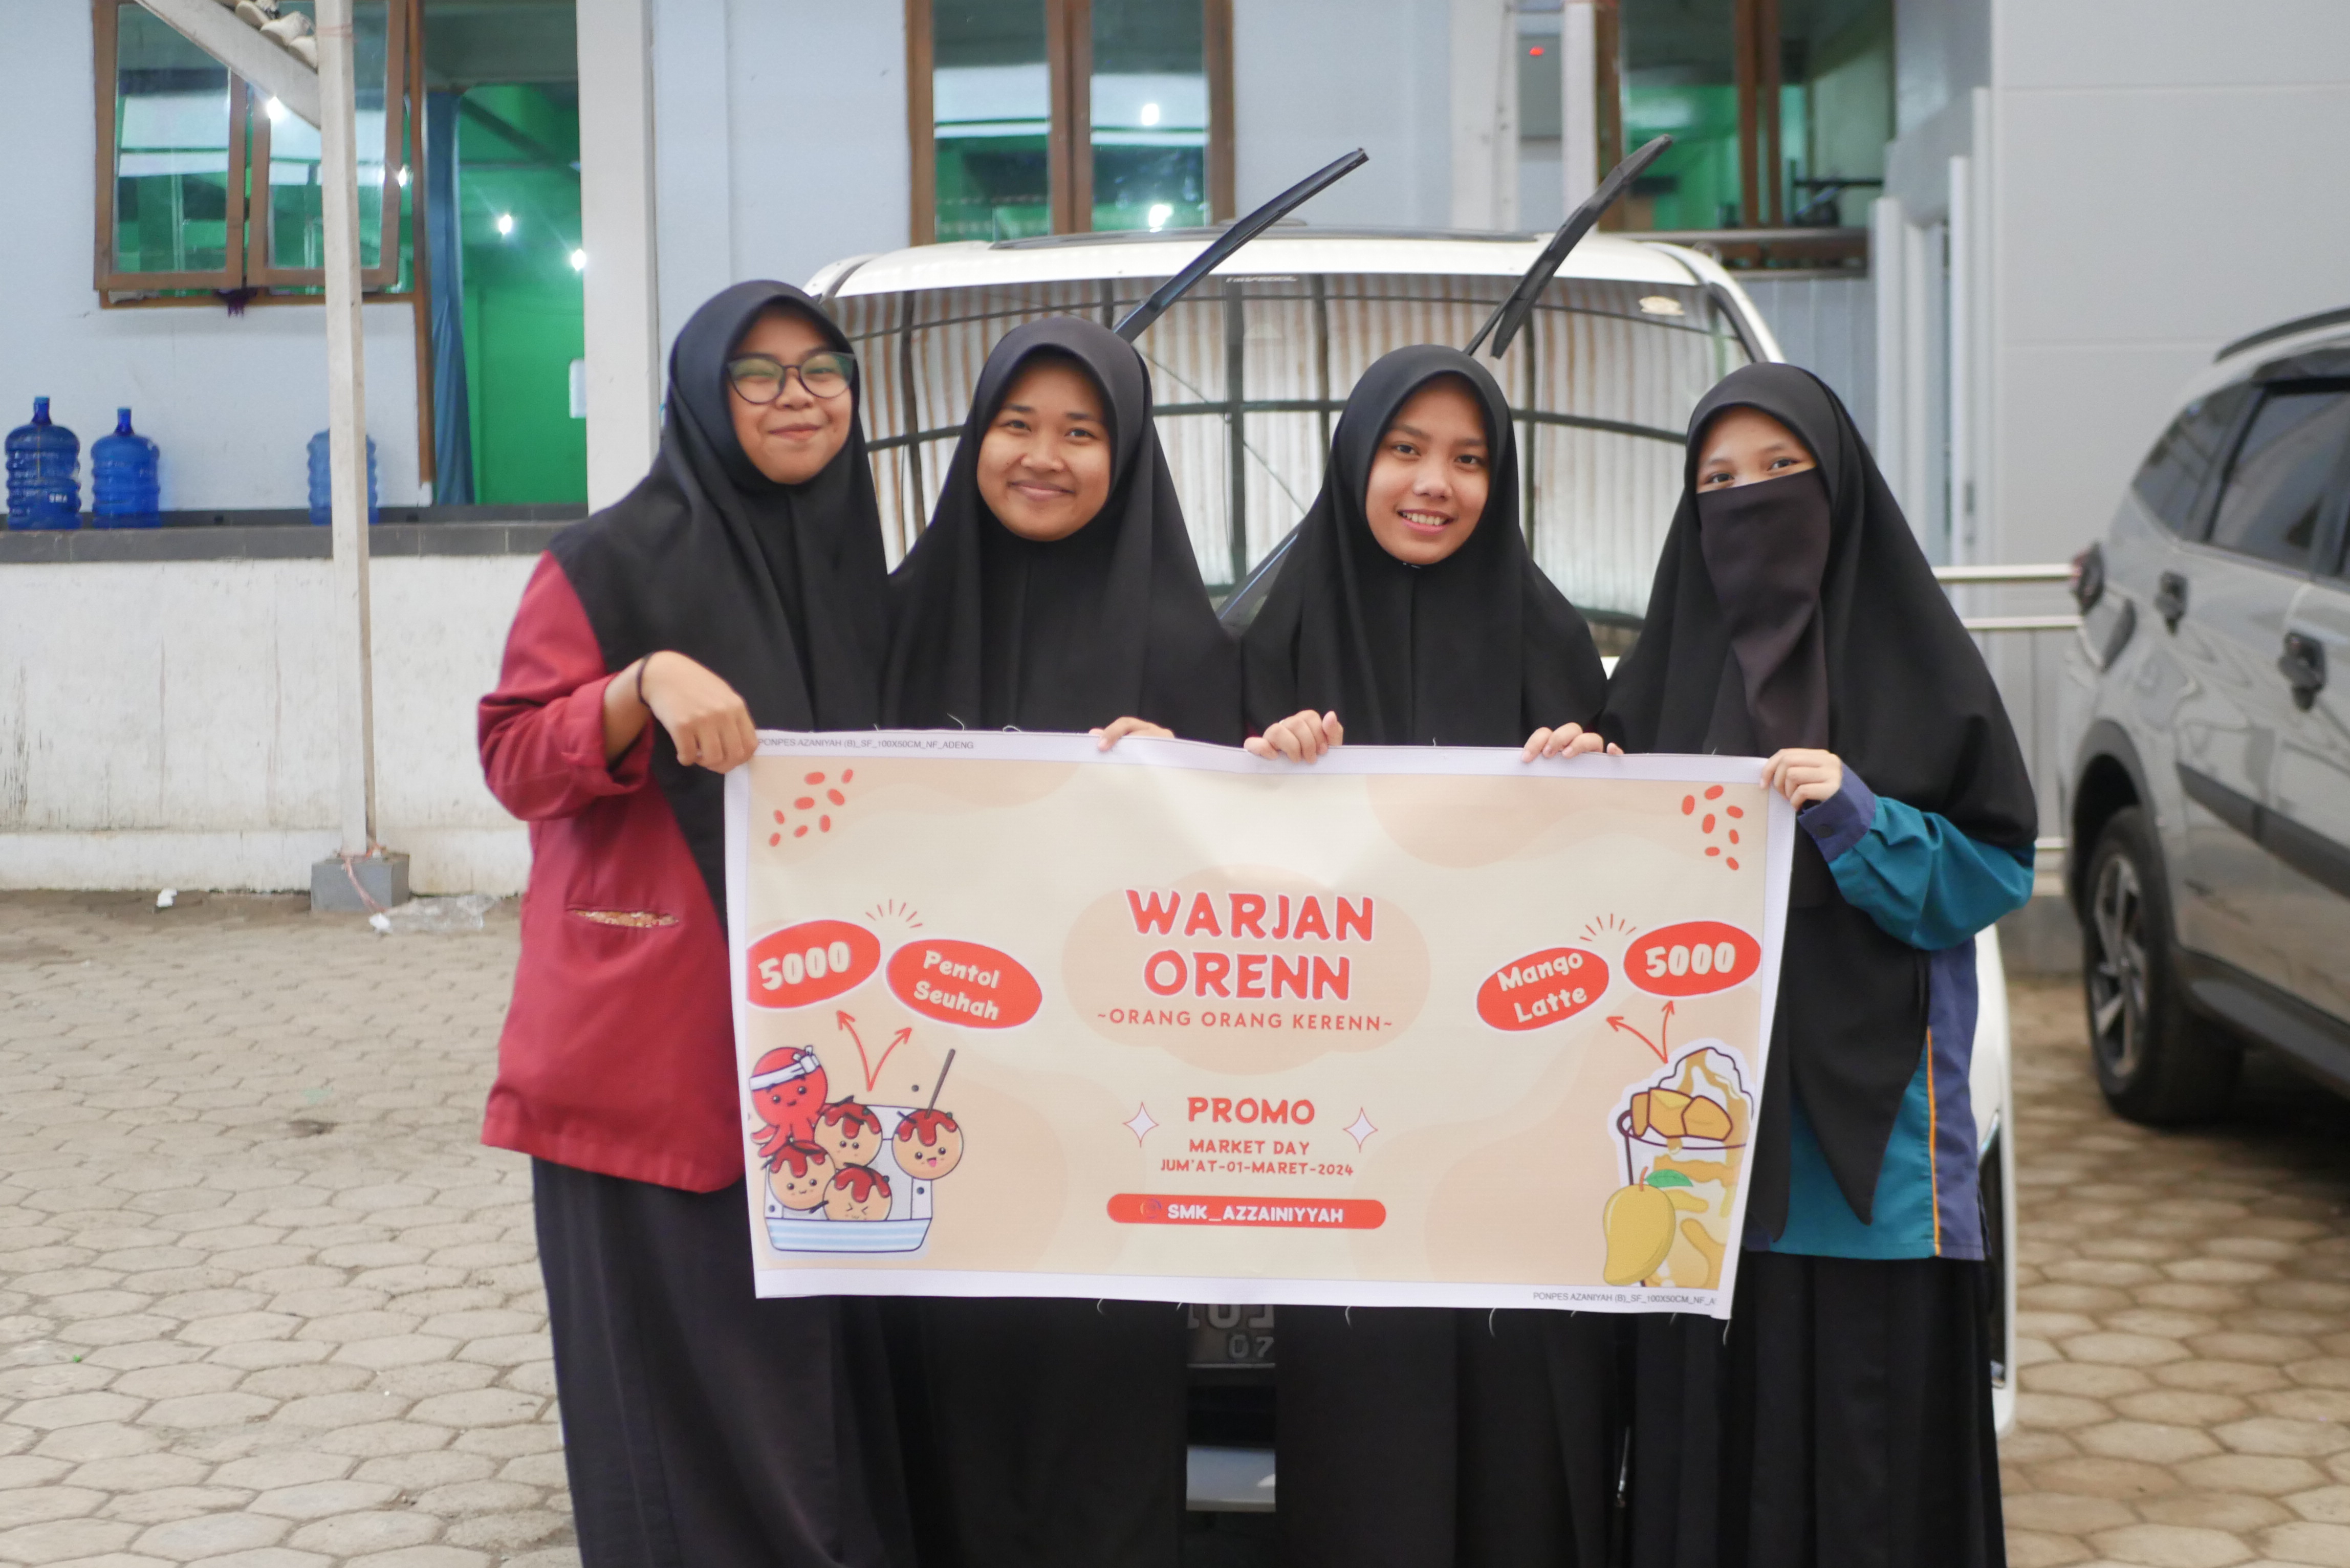 PONPES AZANIYAH (B)_SF_100X50CM_NF_ADENG
WARJAN
ORENN
~ORANG ORANG KERENN~
5000
Pentol
Seuhah
Mango
Latte
5000
PROMO
MARKET DAY
JUM'AT-01-MARET-2024
SMK_AZZAINIYYAH
PONPES AZANIYAH (B)_SF_100X50CM_NF_A
07